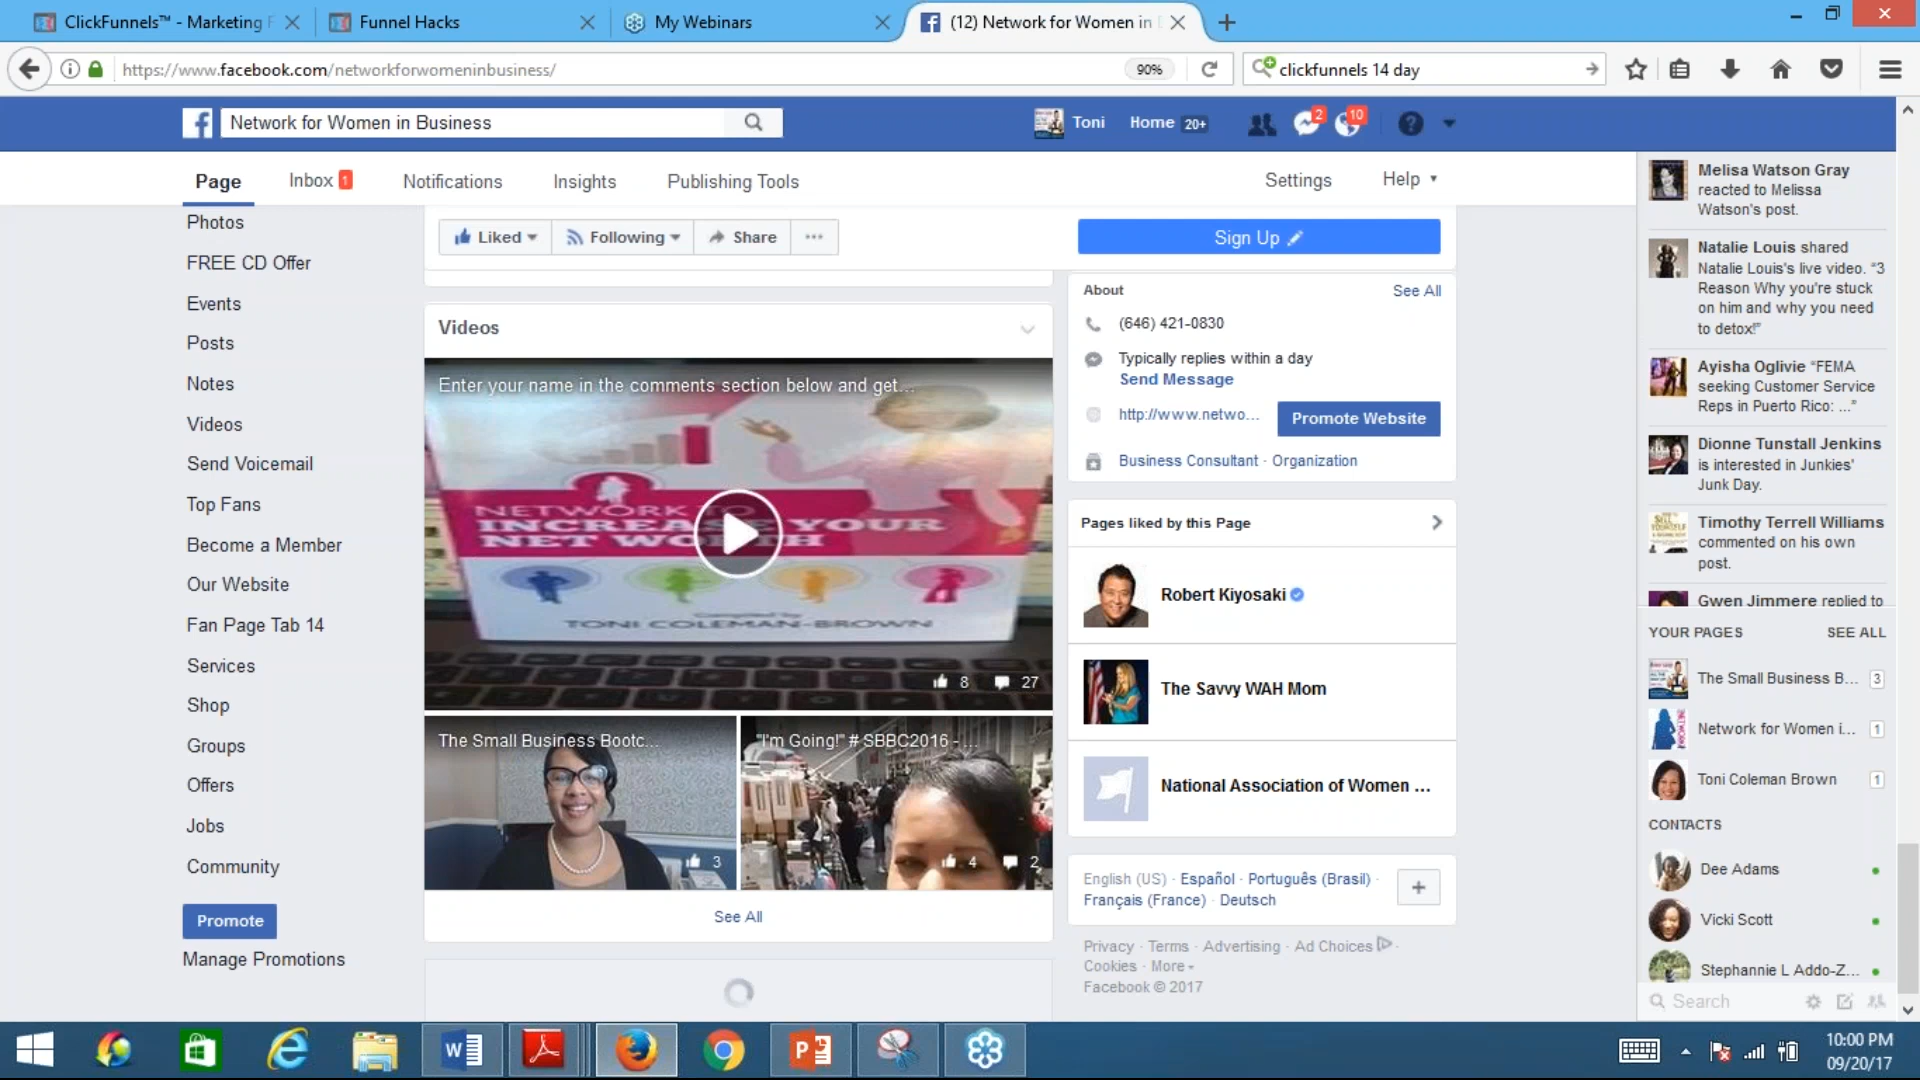 ClickFunnels™ - Marketing F
Funnel Hacks
My Webinars
(12) Network for Women in B
https://www.facebook.com/networkforwomeninbusiness/
90%
clickfunnels 14 day
Network for Women in Business
Toni
Home 20+
2
10
Page
Inbox 1
Notifications
Insights
Publishing Tools
Settings
Help
Photos
FREE CD Offer
Events
Posts
Notes
Videos
Send Voicemail
Top Fans
Become a Member
Our Website
Fan Page Tab 14
Services
Shop
Groups
Offers
Jobs
Community
Promote
Manage Promotions
Liked
Following
Share
Sign Up
Videos
Enter your name in the comments section below and get...
NETWORK TO
INCREASE YOUR
NET WORTH
TONI COLEMAN-BROWN
8
27
The Small Business Bootc...
3
"I'm Going!" # SBBC2016 - ...
4
2
See All
About
See All
(646) 421-0830
Typically replies within a day
Send Message
http://www.netwo...
Promote Website
Business Consultant · Organization
Pages liked by this Page
Robert Kiyosaki
The Savvy WAH Mom
National Association of Women ...
English (US) · Español · Português (Brasil) ·
Français (France) · Deutsch
Privacy · Terms · Advertising · Ad Choices ·
Cookies · More
Facebook © 2017
Melisa Watson Gray
reacted to Melissa
Watson's post.
Natalie Louis shared
Natalie Louis's live video. “3
Reason Why you're stuck
on him and why you need
to detox!”
Ayisha Oglivie “FEMA
seeking Customer Service
Reps in Puerto Rico: ...”
Dionne Tunstall Jenkins
is interested in Junkies'
Junk Day.
Timothy Terrell Williams
commented on his own
post.
Gwen Jimmere replied to
YOUR PAGES
SEE ALL
The Small Business B... 3
Network for Women i... 1
Toni Coleman Brown 1
CONTACTS
Dee Adams
Vicki Scott
Stephannie L Addo-Z...
Search
10:00 PM
09/20/17